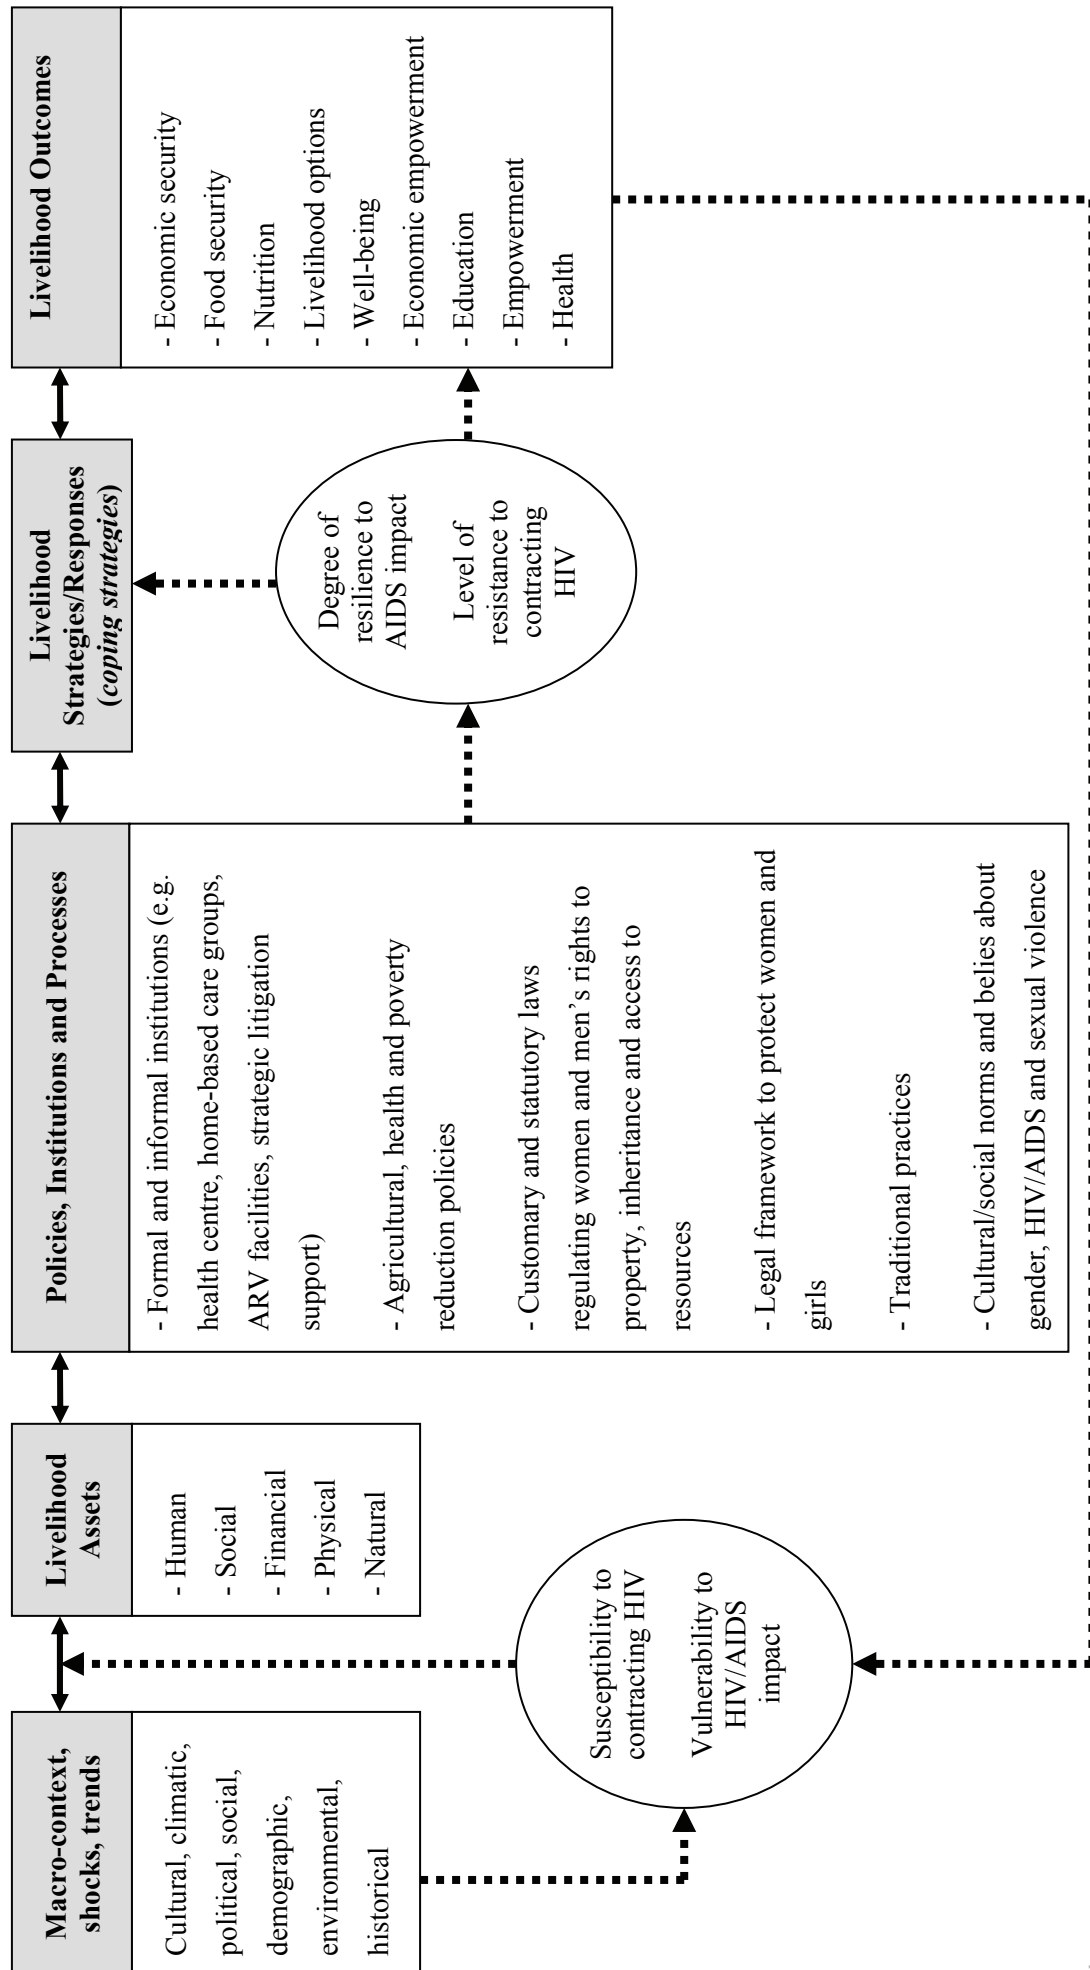 Macro-context,
shocks, trends
Cultural, climatic,
political, social,
demographic,
environmental,
historical
Livelihood
Assets
- Human
- Social
- Financial
- Physical
- Natural
Susceptibility to
contracting HIV
Vulnerability to
HIV/AIDS
impact
Policies, Institutions and Processes
- Formal and informal institutions (e.g.
health centre, home-based care groups,
ARV facilities, strategic litigation
support)
- Agricultural, health and poverty
reduction policies
- Customary and statutory laws
regulating women and men’s rights to
property, inheritance and access to
resources
- Legal framework to protect women and
girls
- Traditional practices
- Cultural/social norms and belies about
gender, HIV/AIDS and sexual violence
Livelihood
Strategies/Responses
(coping strategies)
Degree of
resilience to
AIDS impact
Level of
resistance to
contracting
HIV
Livelihood Outcomes
- Economic security
- Food security
- Nutrition
- Livelihood options
- Well-being
- Economic empowerment
- Education
- Empowerment
- Health